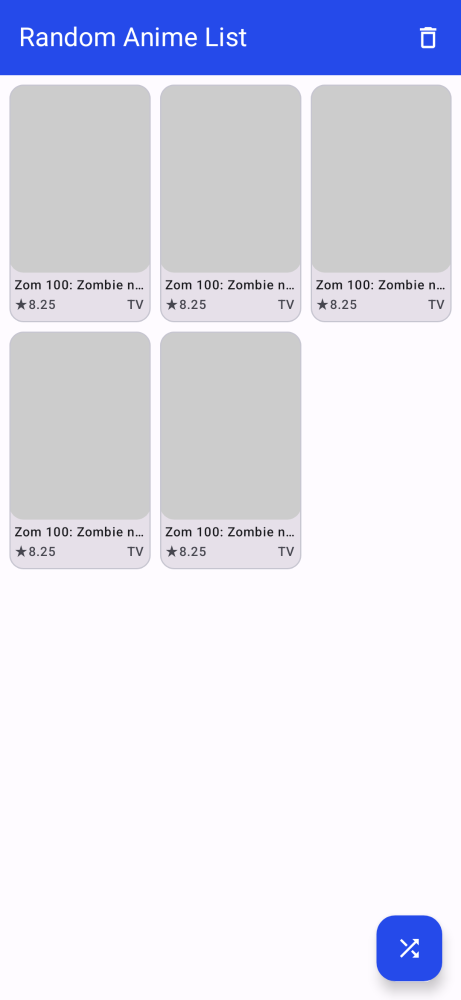 Random Anime List
Zom 100: Zombie n… Zom 100: Zombie n… Zom 100: Zombie n…
★8.25 TV ★8.25 TV ★8.25 TV
Zom 100: Zombie n… Zom 100: Zombie n…
★8.25 TV ★8.25 TV